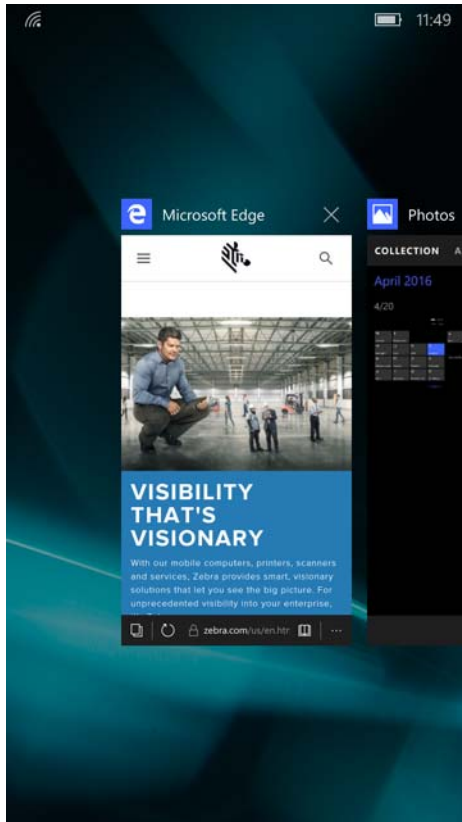 11:49
Microsoft Edge
Photos
COLLECTION A
April 2016
4/20
VISIBILITY
THAT'S
VISIONARY
With our mobile computers, printers, scanners
and services, Zebra provides smart, visionary
solutions that let you see the big picture. For
unprecedented visibility into your enterprise,
zebra.com/us/en.htr